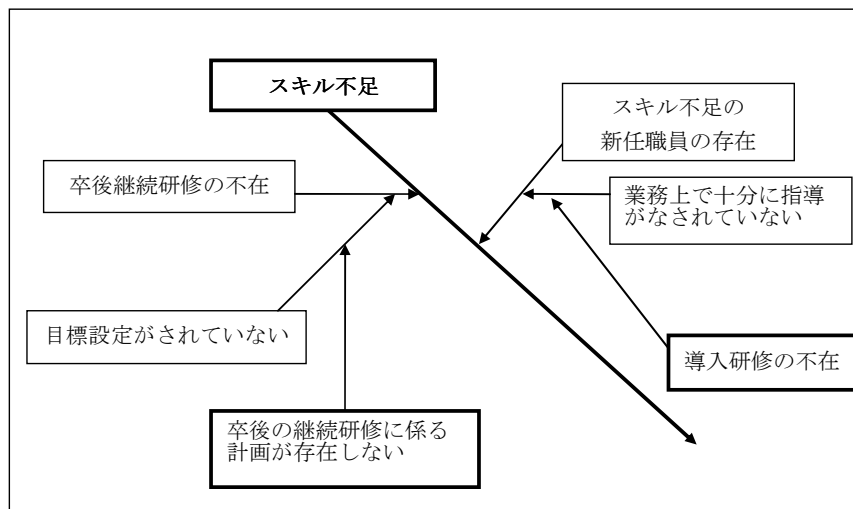 スキル不足
スキル不足の
新任職員の存在
卒後継続研修の不在
業務上で十分に指導
がなされていない
目標設定がされていない
導入研修の不在
卒後の継続研修に係る
計画が存在しない